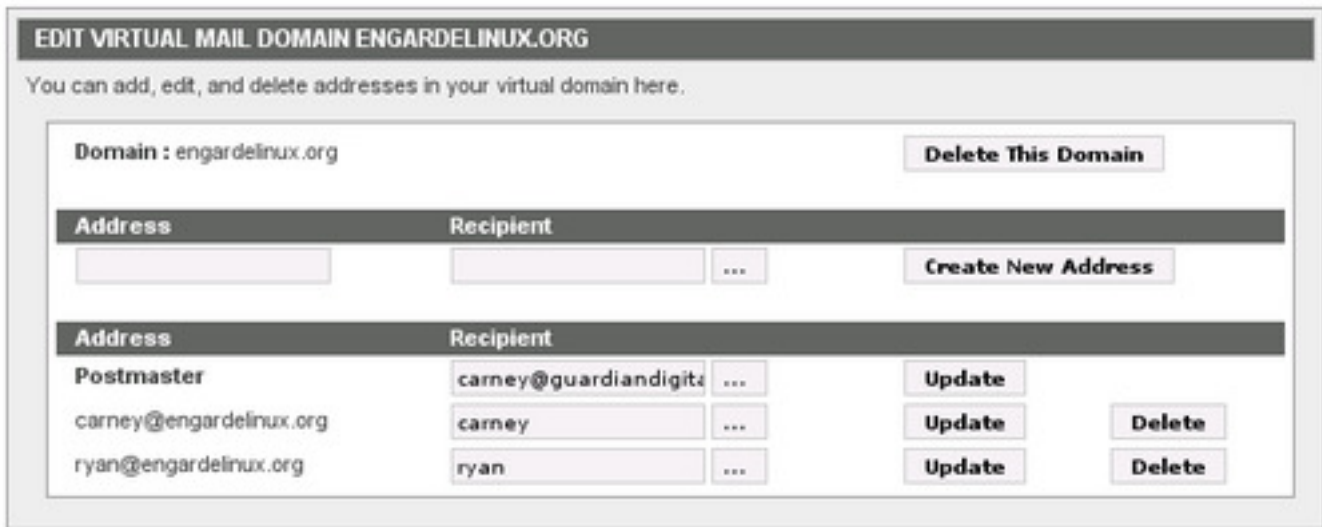 EDIT VIRTUAL MAIL DOMAIN ENGARDELINUX.ORG
You can add, edit, and delete addresses in your virtual domain here.
Domain : engardelinux.org Delete This Domain
Address Recipient
... Create New Address
Address Recipient
Postmaster carney@guardiandigita ... Update
carney@engardelinux.org carney ... Update Delete
ryan@engardelinux.org ryan ... Update Delete